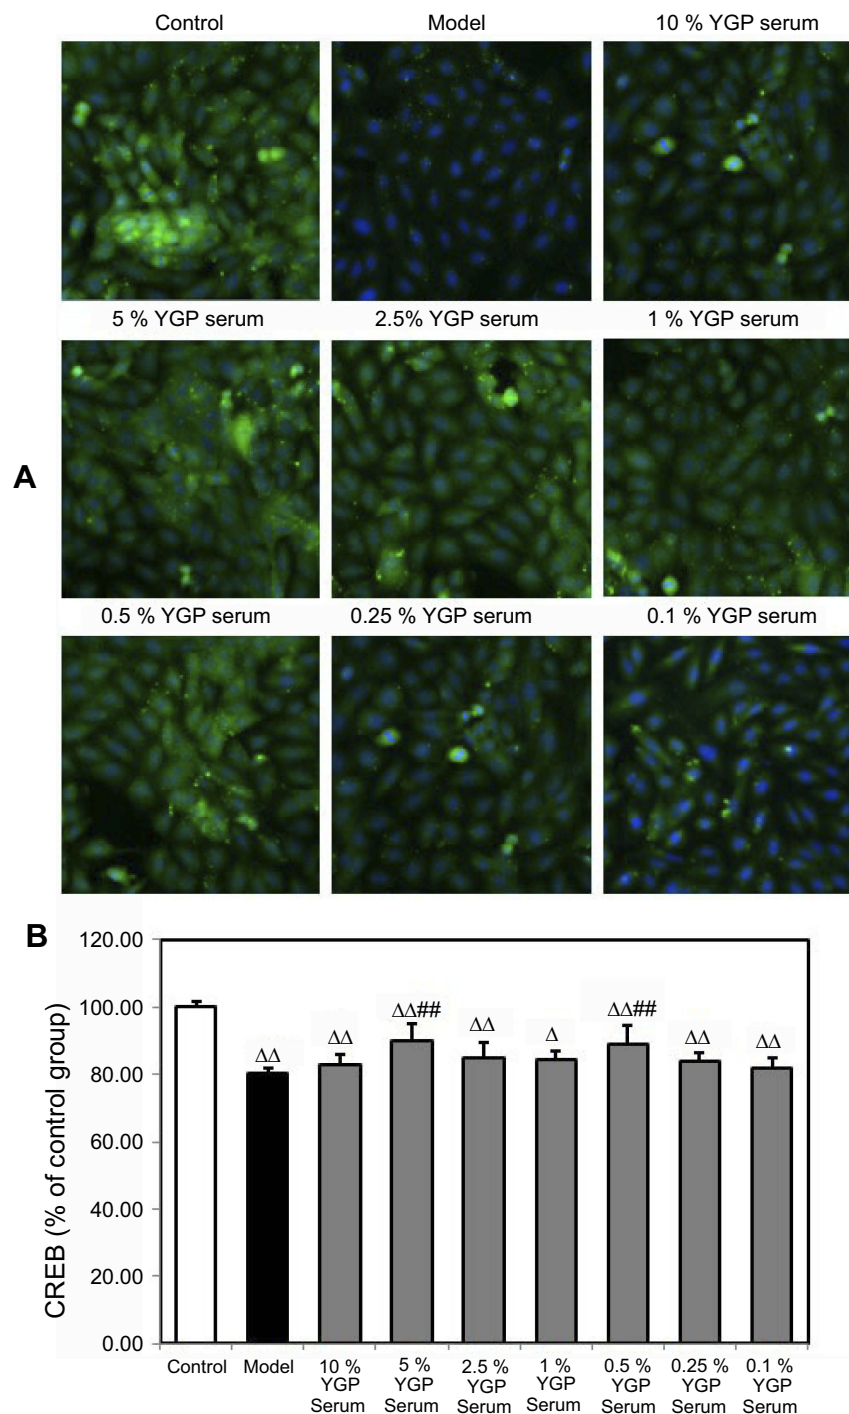 Control Model 10 % YGP serum
5 % YGP serum 2.5% YGP serum 1 % YGP serum
A
0.5 % YGP serum 0.25 % YGP serum 0.1 % YGP serum
B
120.00
100.00
80.00
60.00
40.00
20.00
0.00
CREB (% of control group)
ΔΔ
ΔΔ
ΔΔ##
ΔΔ
Δ
ΔΔ##
ΔΔ
ΔΔ
Control Model 10 % 5 % 2.5 % 1 % 0.5 % 0.25 % 0.1 %
YGP YGP YGP YGP YGP YGP YGP
Serum Serum Serum Serum Serum Serum Serum